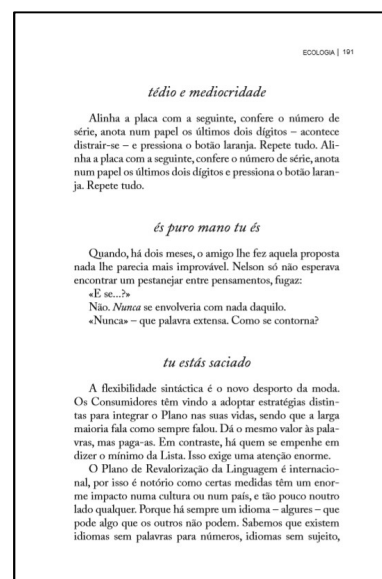 ECOLOGIA | 191
tédio e mediocridade
Alinha a placa com a seguinte, confere o número de
série, anota num papel os últimos dois dígitos – acontece
distrair-se – e pressiona o botão laranja. Repete tudo. Ali-
nha a placa com a seguinte, confere o número de série, anota
num papel os últimos dois dígitos e pressiona o botão laran-
ja. Repete tudo.
és puro mano tu és
Quando, há dois meses, o amigo lhe fez aquela proposta
nada lhe parecia mais improvável. Nelson só não esperava
encontrar um pestanejar entre pensamentos, fugaz:
«E se...?»
Não. Nunca se envolveria com nada daquilo.
«Nunca» – que palavra extensa. Como se contorna?
tu estás saciado
A flexibilidade sintáctica é o novo desporto da moda.
Os Consumidores têm vindo a adoptar estratégias distin-
tas para integrar o Plano nas suas vidas, sendo que a larga
maioria fala como sempre falou. Dá o mesmo valor às pala-
vras, mas paga-as. Em contraste, há quem se empenhe em
dizer o mínimo da Lista. Isso exige uma atenção enorme.
O Plano de Revalorização da Linguagem é internacio-
nal, por isso é notório como certas medidas têm um enor-
me impacto numa cultura ou num país, e tão pouco noutro
lado qualquer. Porque há sempre um idioma – algures – que
pode algo que os outros não podem. Sabemos que existem
idiomas sem palavras para números, idiomas sem sujeito,